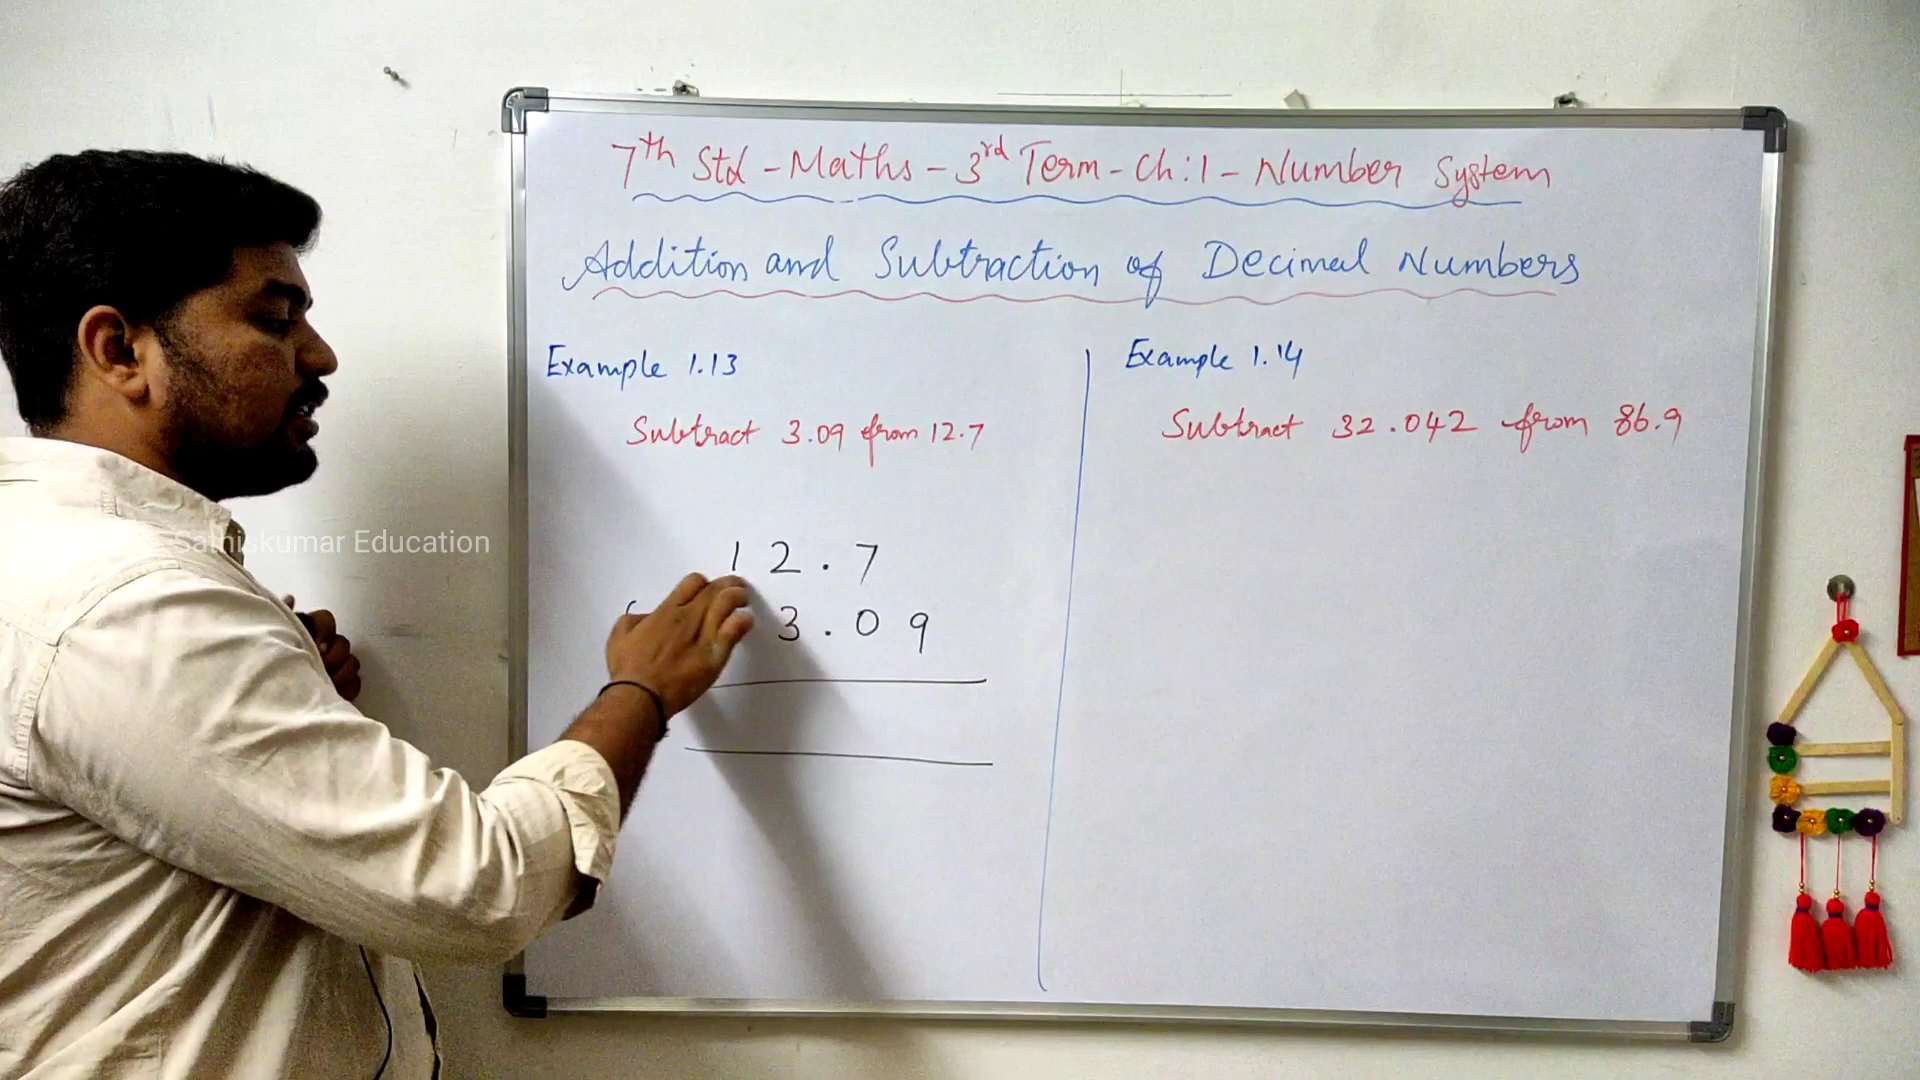 7th Std - Maths - 3rd Term - Ch:1 - Number System
Addition and Subtraction of Decimal Numbers
Example 1.13
Subtract 3.09 from 12.7
12.7
3.09
Example 1.14
Subtract 32.042 from 86.9
Sathiskumar Education